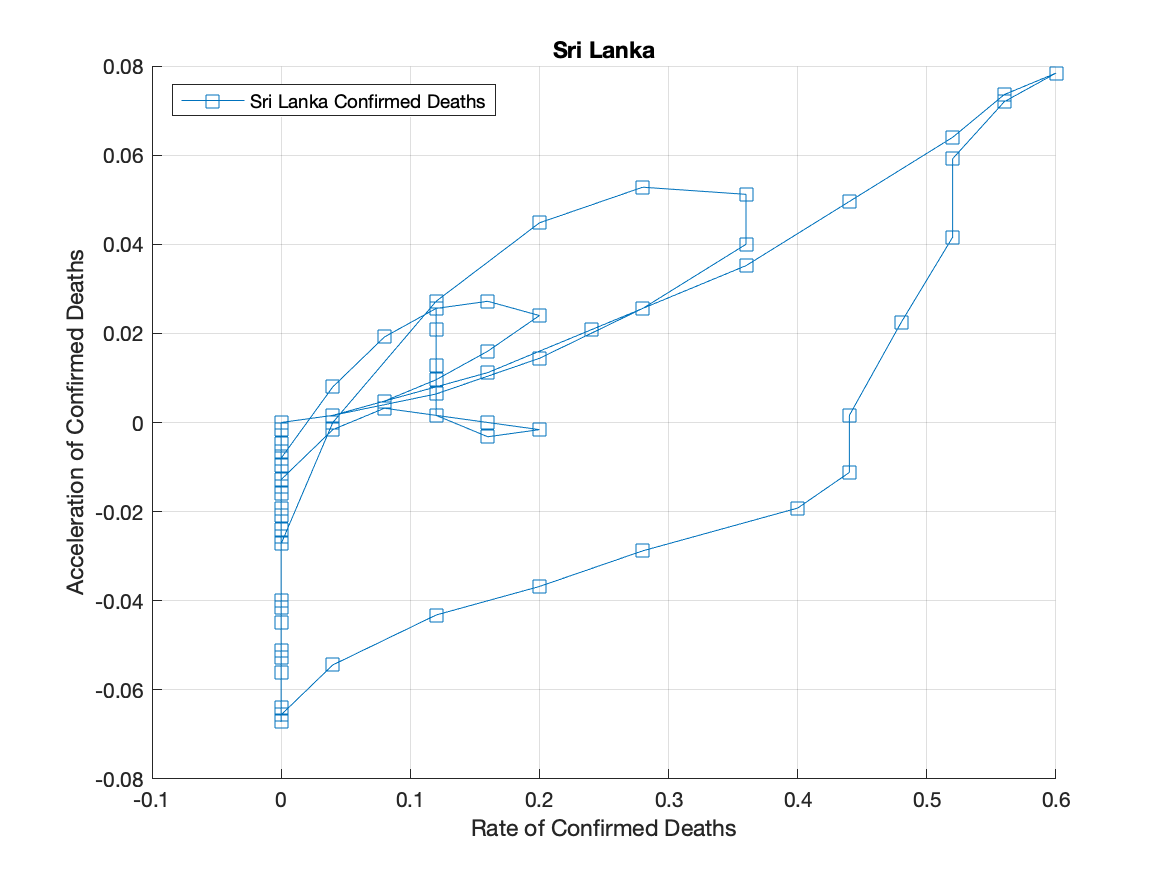 Sri Lanka
Sri Lanka Confirmed Deaths
0.08
0.06
0.04
0.02
0
-0.02
-0.04
-0.06
-0.08
Acceleration of Confirmed Deaths
-0.1 0 0.1 0.2 0.3 0.4 0.5 0.6
Rate of Confirmed Deaths